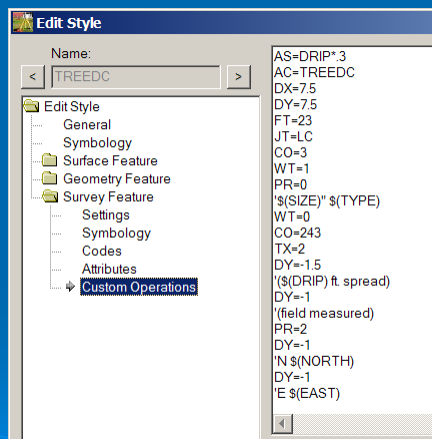 Edit Style
Name:
<
TREEDC
>
Edit Style
General
Symbology
Surface Feature
Geometry Feature
Survey Feature
Settings
Symbology
Codes
Attributes
Custom Operations
AS=DRIP*.3
AC=TREEDC
DX=7.5
DY=7.5
FT=23
JT=LC
CO=3
WT=1
PR=0
'$(SIZE)" $(TYPE)
WT=0
CO=243
TX=2
DY=-1.5
'($(DRIP) ft. spread)
DY=-1
'(field measured)
PR=2
DY=-1
'N $(NORTH)
DY=-1
'E $(EAST)